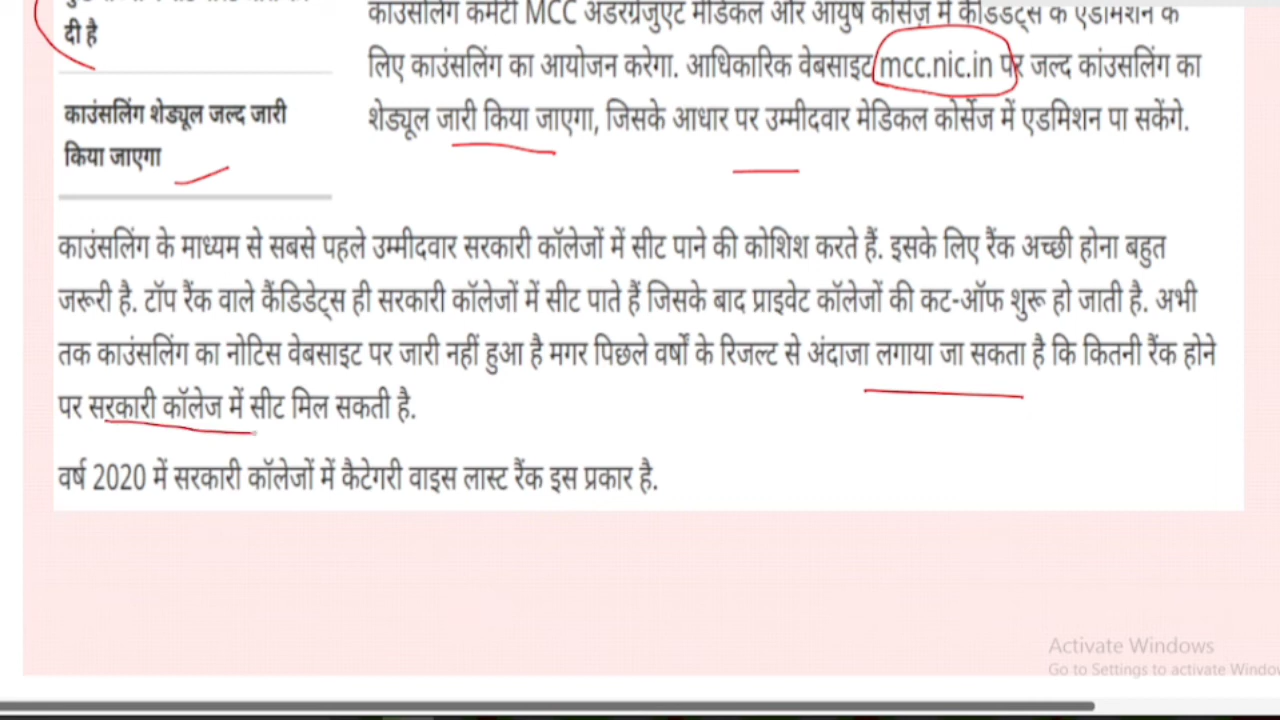 दी है
काउंसलिंग शेड्यूल जल्द जारी
किया जाएगा
काउंसलिंग कमेटी MCC अंडरग्रेजुएट मेडिकल और आयुष कोर्सेज़ में कैंडिडेट्स के एडमिशन के
लिए काउंसलिंग का आयोजन करेगा. आधिकारिक वेबसाइट mcc.nic.in पर जल्द कांउसलिंग का
शेड्यूल जारी किया जाएगा, जिसके आधार पर उम्मीदवार मेडिकल कोर्सेज में एडमिशन पा सकेंगे.
काउंसलिंग के माध्यम से सबसे पहले उम्मीदवार सरकारी कॉलेजों में सीट पाने की कोशिश करते हैं. इसके लिए रैंक अच्छी होना बहुत
जरूरी है. टॉप रैंक वाले कैंडिडेट्स ही सरकारी कॉलेजों में सीट पाते हैं जिसके बाद प्राइवेट कॉलेजों की कट-ऑफ शुरू हो जाती है. अभी
तक काउंसलिंग का नोटिस वेबसाइट पर जारी नहीं हुआ है मगर पिछले वर्षों के रिजल्ट से अंदाजा लगाया जा सकता है कि कितनी रैंक होने
पर सरकारी कॉलेज में सीट मिल सकती है.
वर्ष 2020 में सरकारी कॉलेजों में कैटेगरी वाइस लास्ट रैंक इस प्रकार है.
Activate Windows
Go to Settings to activate